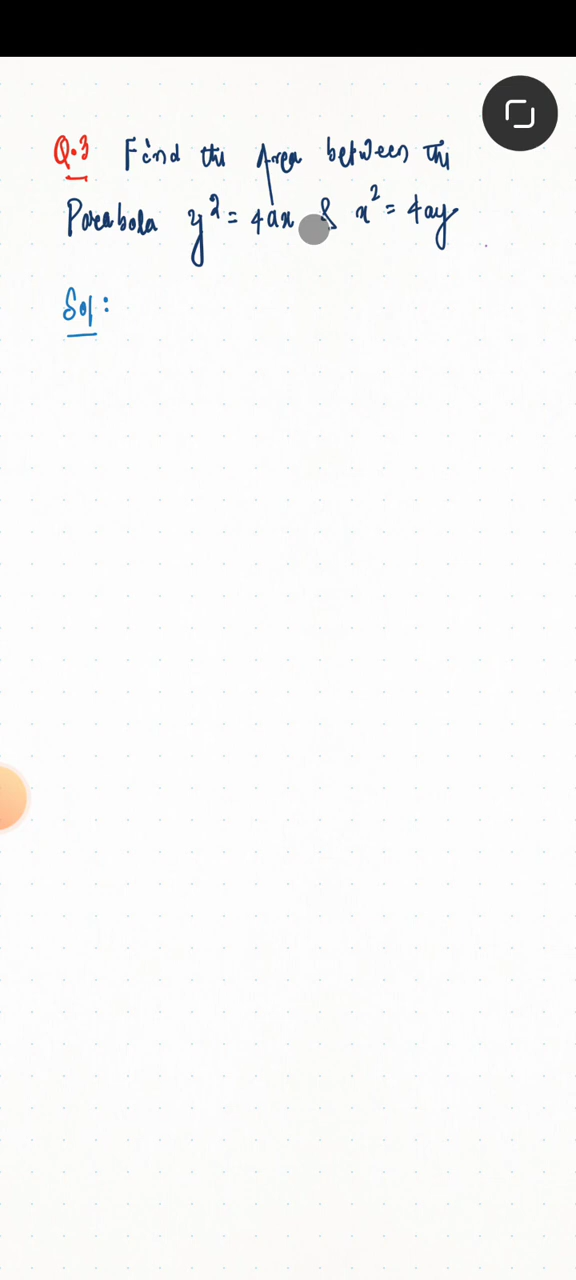 Q.3 Find the Area between the
Parabola y² = 4ax & x² = 4ay
Sol: